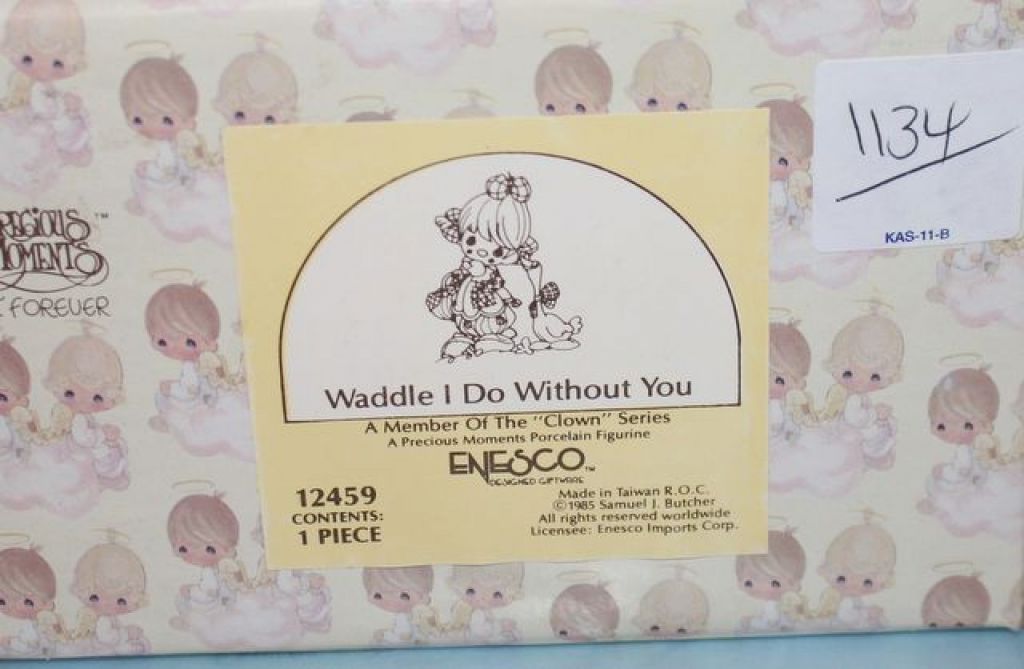 PRECIOUS
MOMENTS™
FOREVER
1134
KAS-11-B
Waddle I Do Without You
A Member Of The "Clown" Series
A Precious Moments Porcelain Figurine
ENESCO™
DESIGNED GIFTWARE
12459
CONTENTS:
1 PIECE
Made in Taiwan R.O.C.
©1985 Samuel J. Butcher
All rights reserved worldwide
Licensee: Enesco Imports Corp.